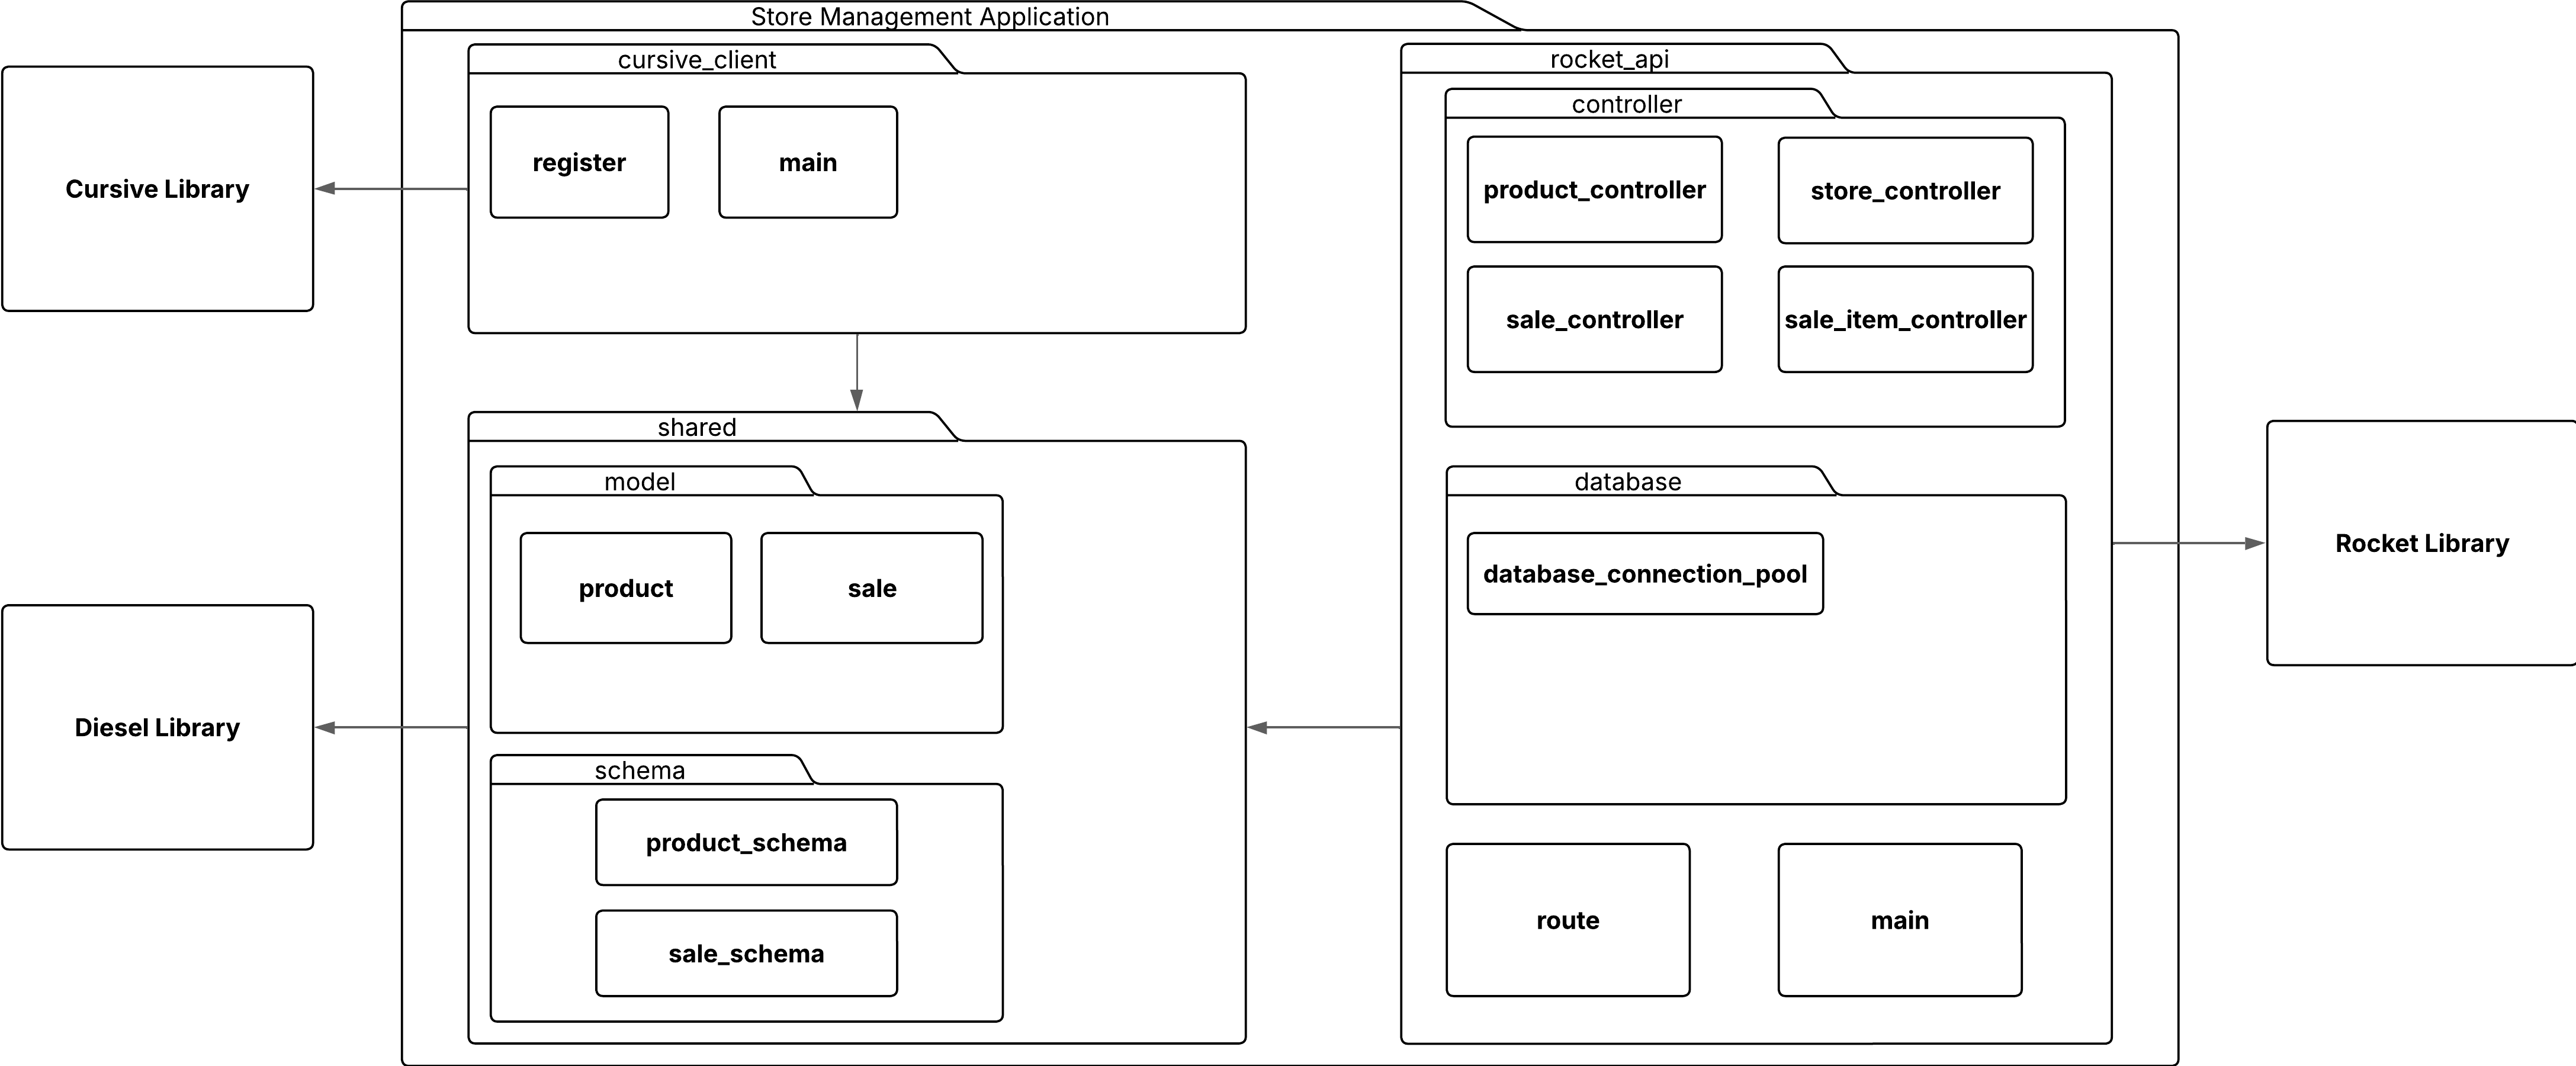 Store Management Application
cursive_client
register
main
Cursive Library
shared
model
product
sale
schema
product_schema
sale_schema
Diesel Library
rocket_api
controller
product_controller
store_controller
sale_controller
sale_item_controller
database
database_connection_pool
route
main
Rocket Library